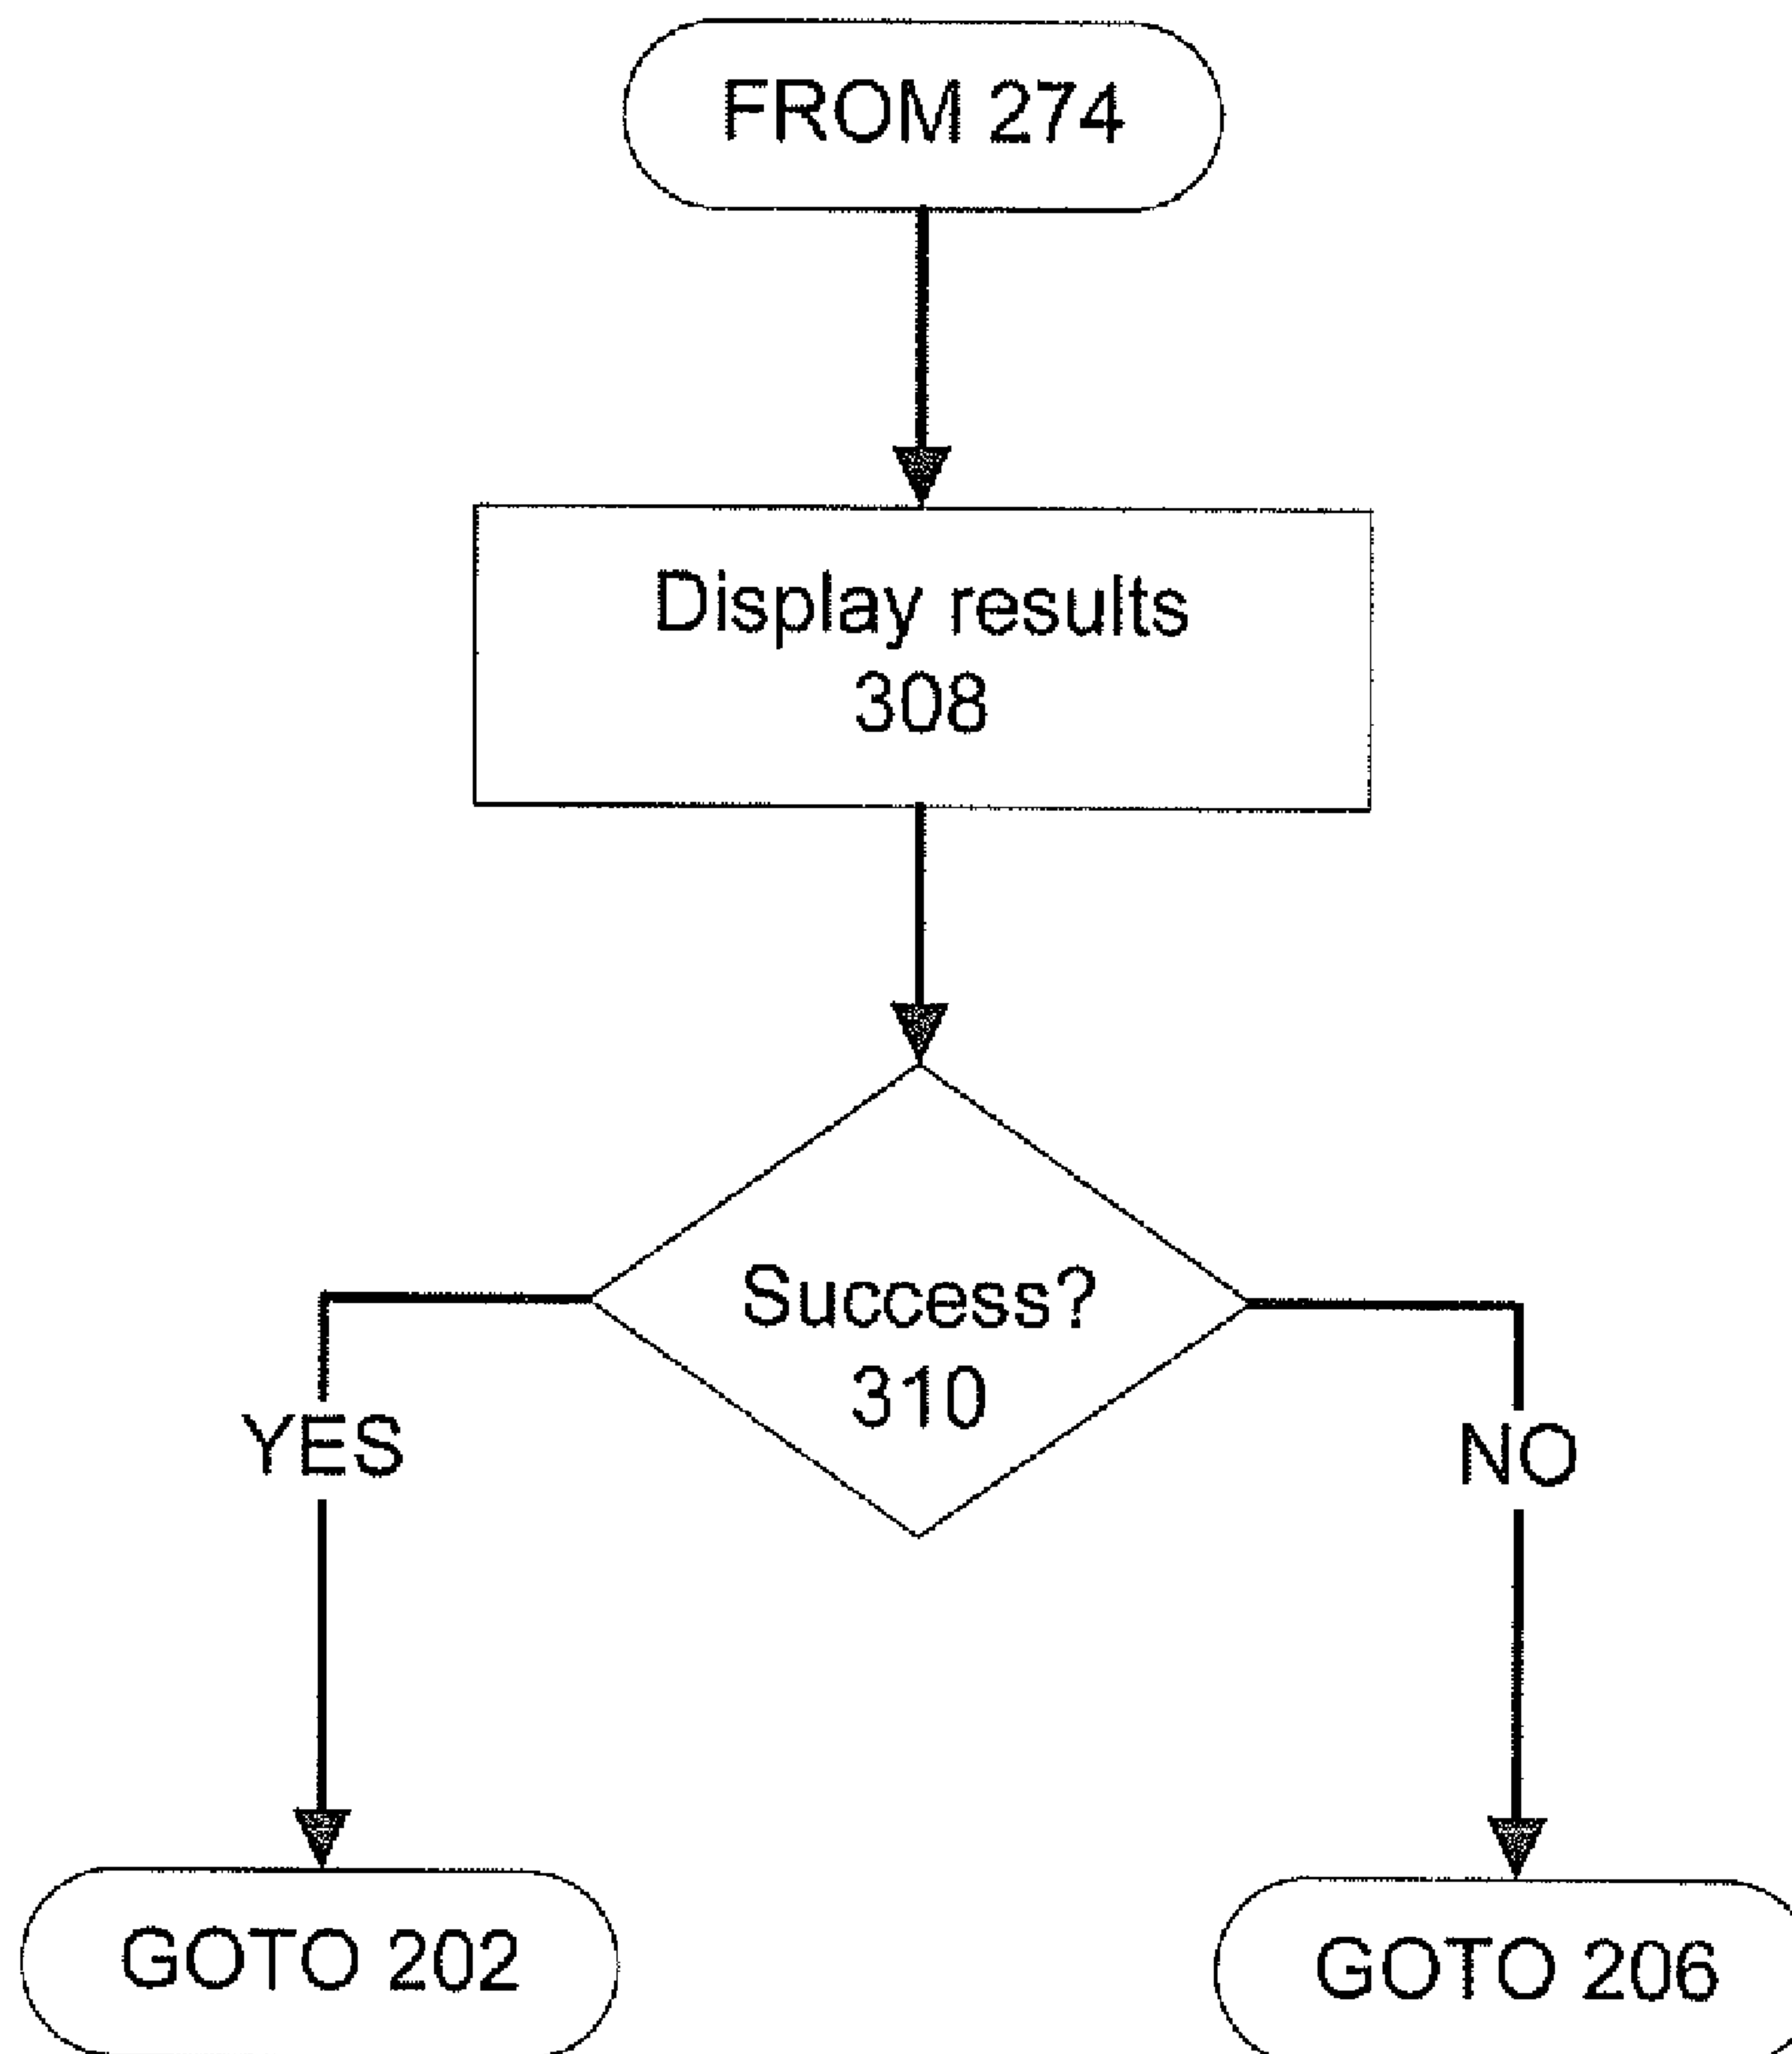 FROM 274
Display results
308
Success?
310
YES
NO
GOTO 202
GOTO 206